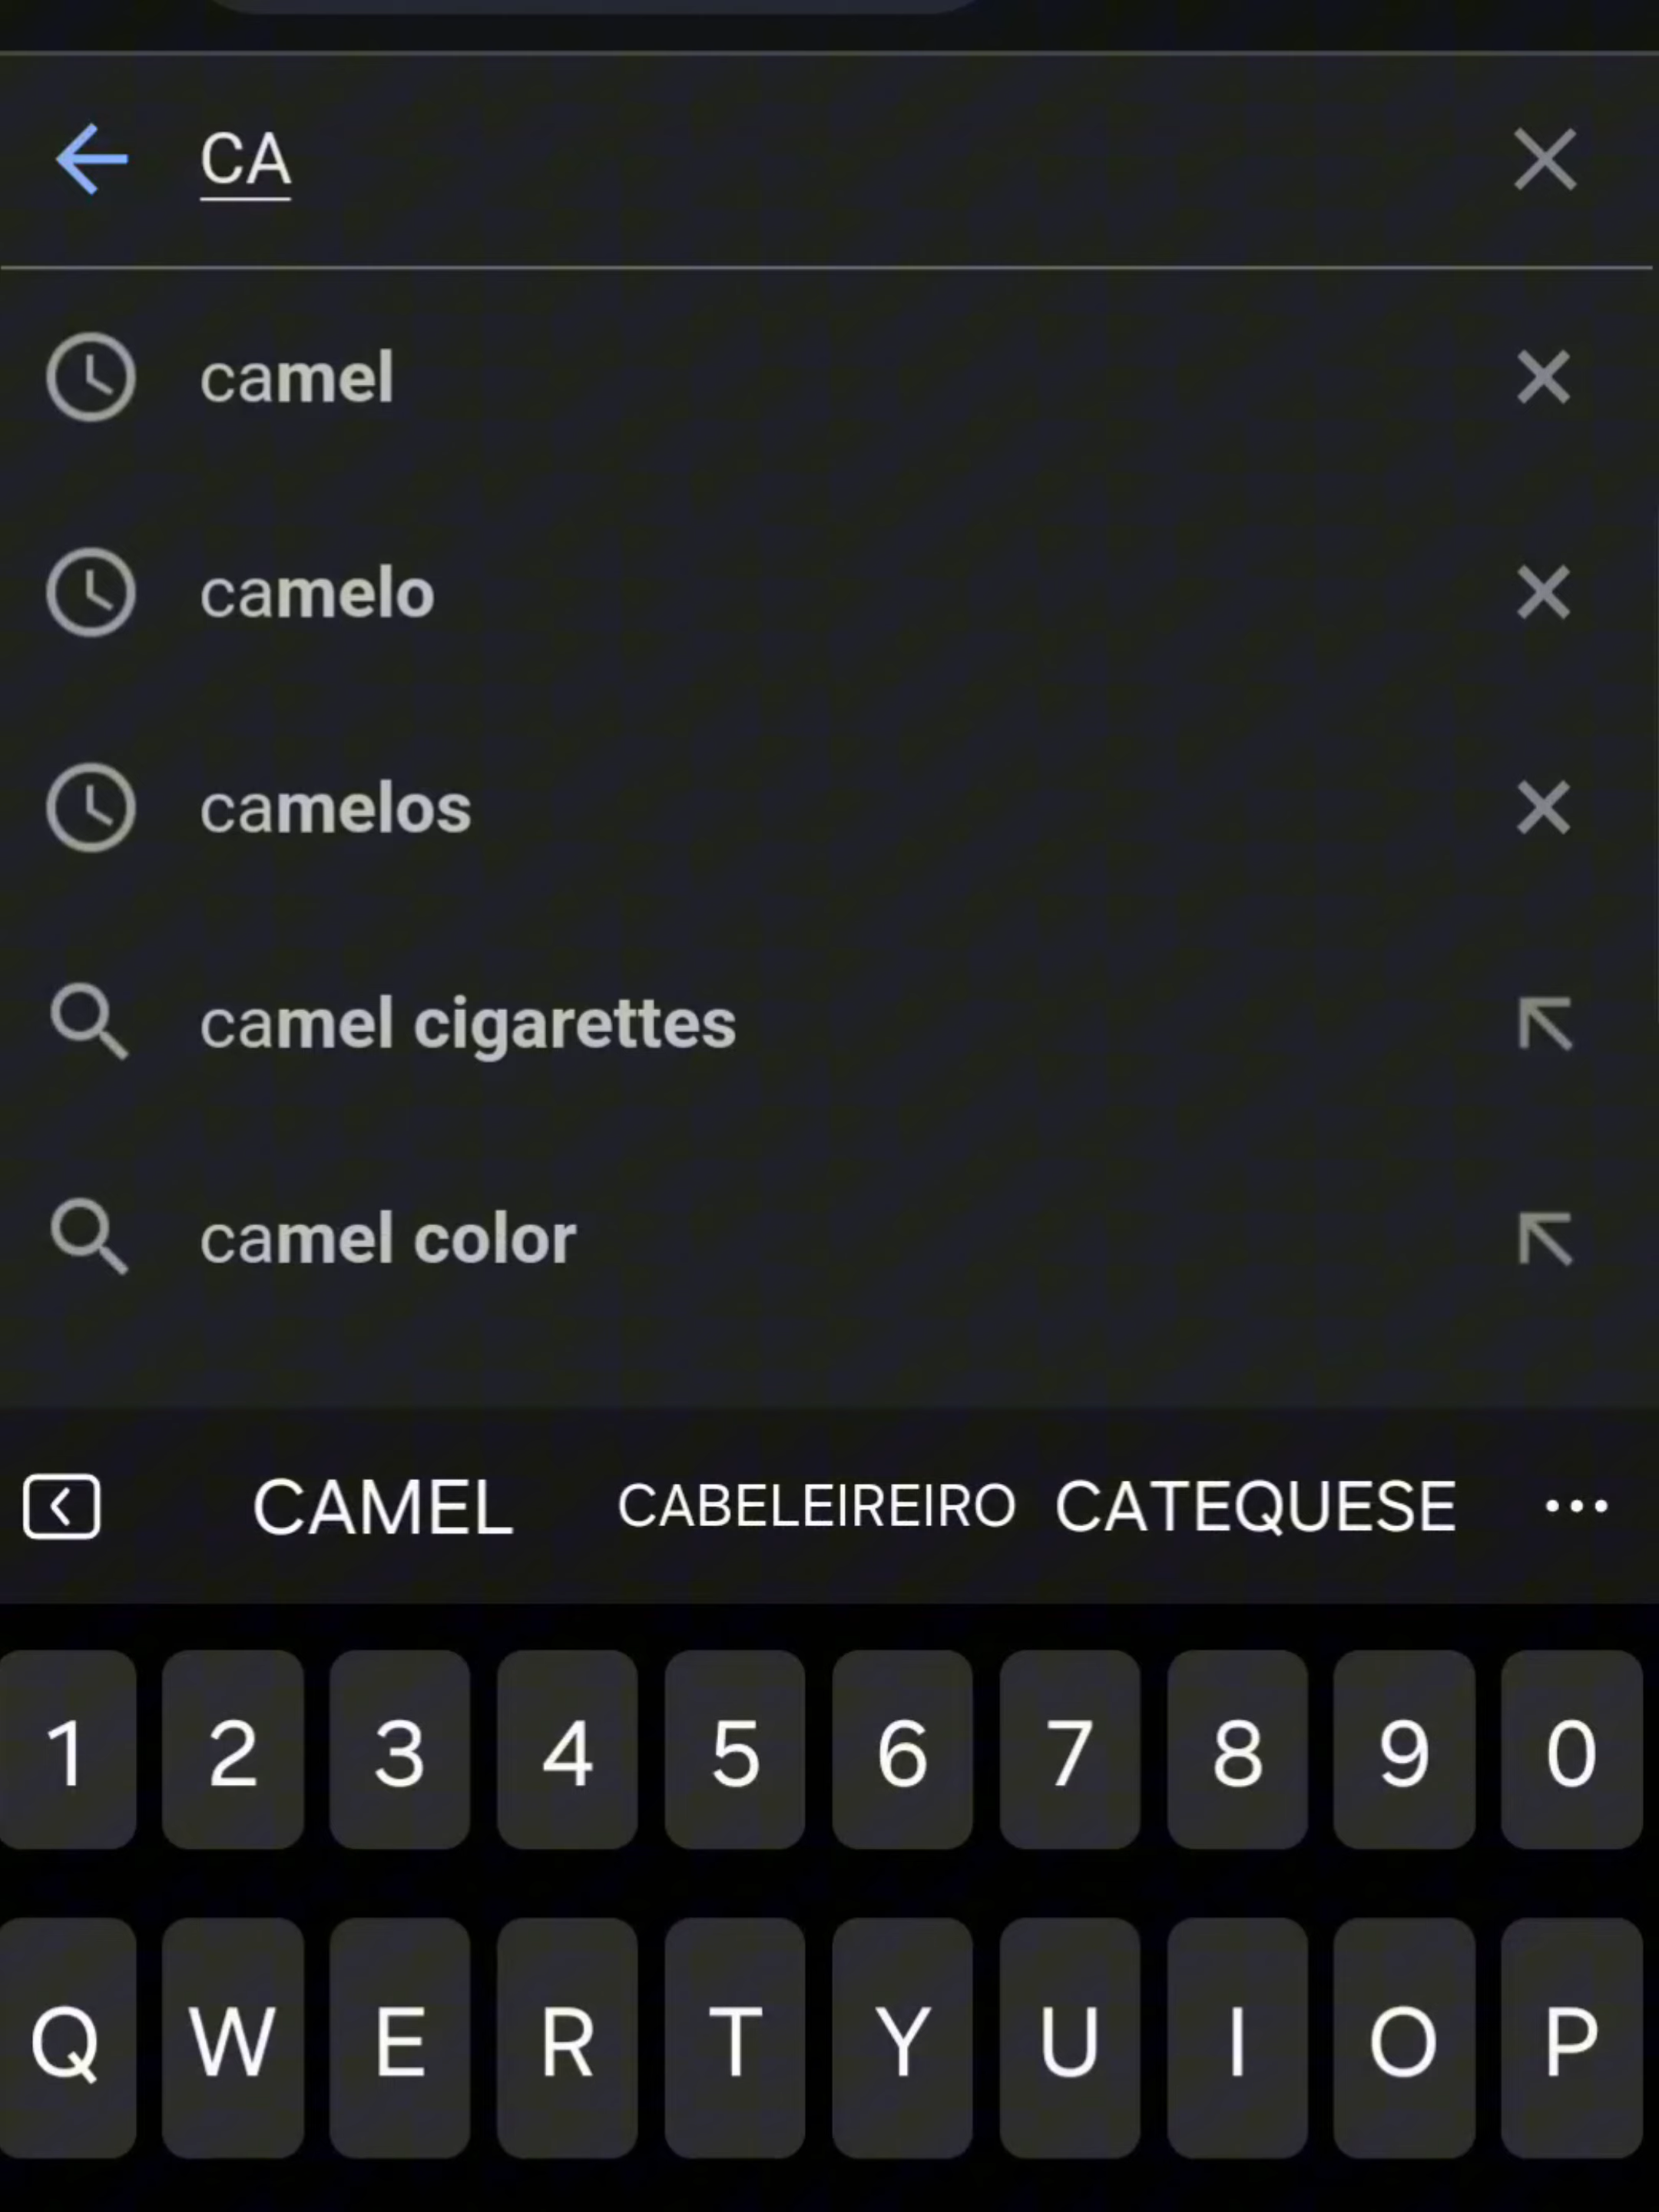 CA
camel
camelo
camelos
camel cigarettes
camel color
CAMEL CABELEIREIRO CATEQUESE
1 2 3 4 5 6 7 8 9 0
Q W E R T Y U I O P